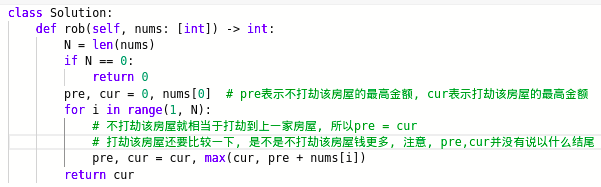 class Solution:
    def rob(self, nums: [int]) -> int:
        N = len(nums)
        if N == 0:
            return 0
        pre, cur = 0, nums[0]  # pre表示不打劫该房屋的最高金额, cur表示打劫该房屋的最高金额
        for i in range(1, N):
            # 不打劫该房屋就相当于打劫到上一家房屋, 所以pre = cur
            # 打劫该房屋还要比较一下, 是不是不打劫该房屋钱更多, 注意, pre,cur并没有说以什么结尾
            pre, cur = cur, max(cur, pre + nums[i])
        return cur